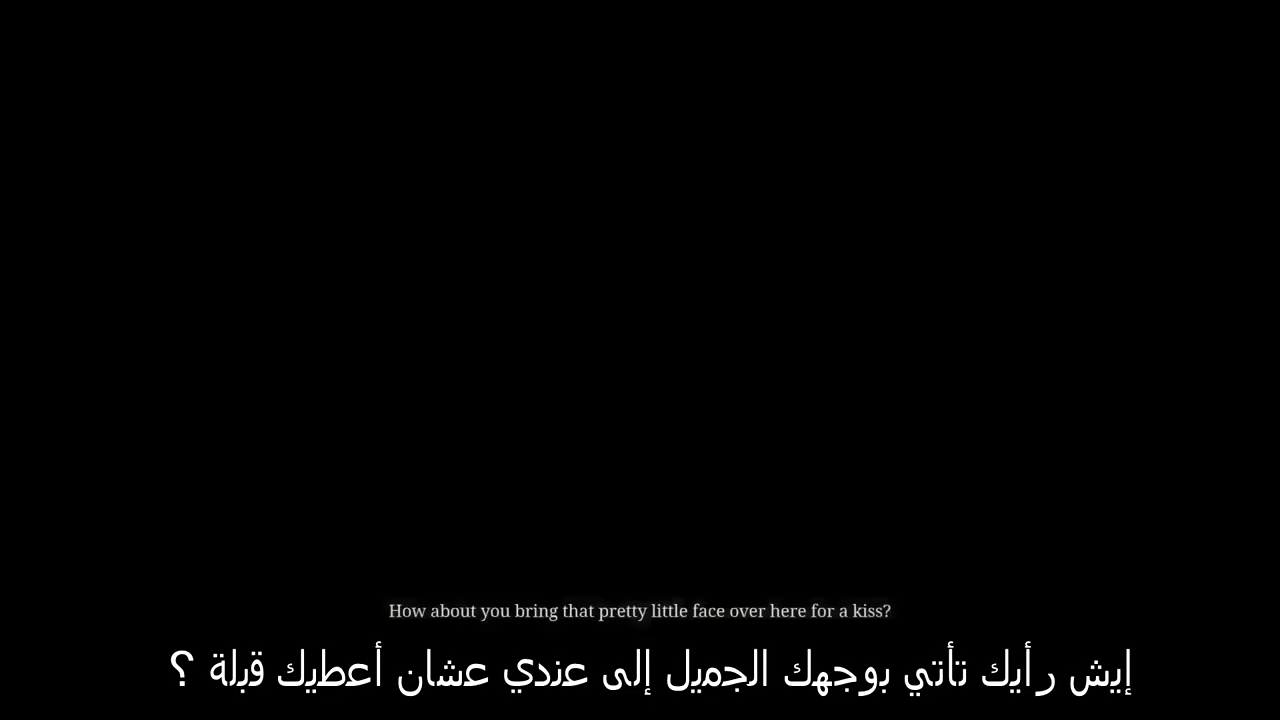 How about you bring that pretty little face over here for a kiss?
إيش رأيك تأتي بوجهك الجميل إلى عندي عشان أعطيك قبلة ؟